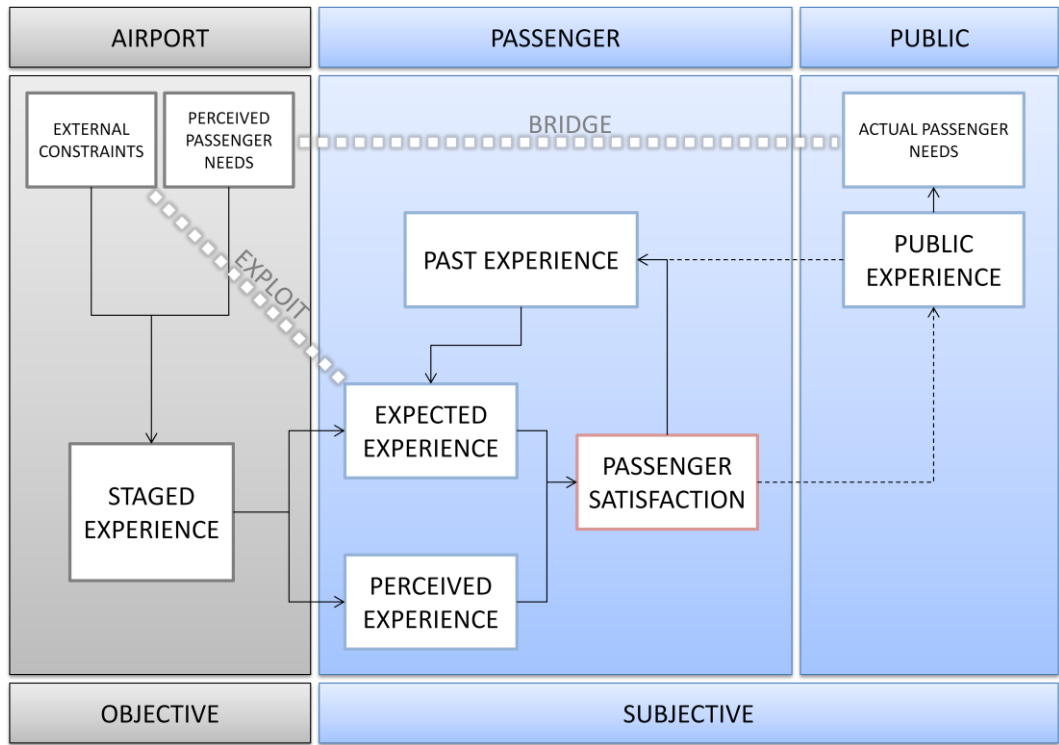 AIRPORT
PASSENGER
PUBLIC
EXTERNAL
CONSTRAINTS
PERCEIVED
PASSENGER
NEEDS
BRIDGE
ACTUAL PASSENGER
NEEDS
EXPLOIT
PAST EXPERIENCE
PUBLIC
EXPERIENCE
EXPECTED
EXPERIENCE
STAGED
EXPERIENCE
PASSENGER
SATISFACTION
PERCEIVED
EXPERIENCE
OBJECTIVE
SUBJECTIVE